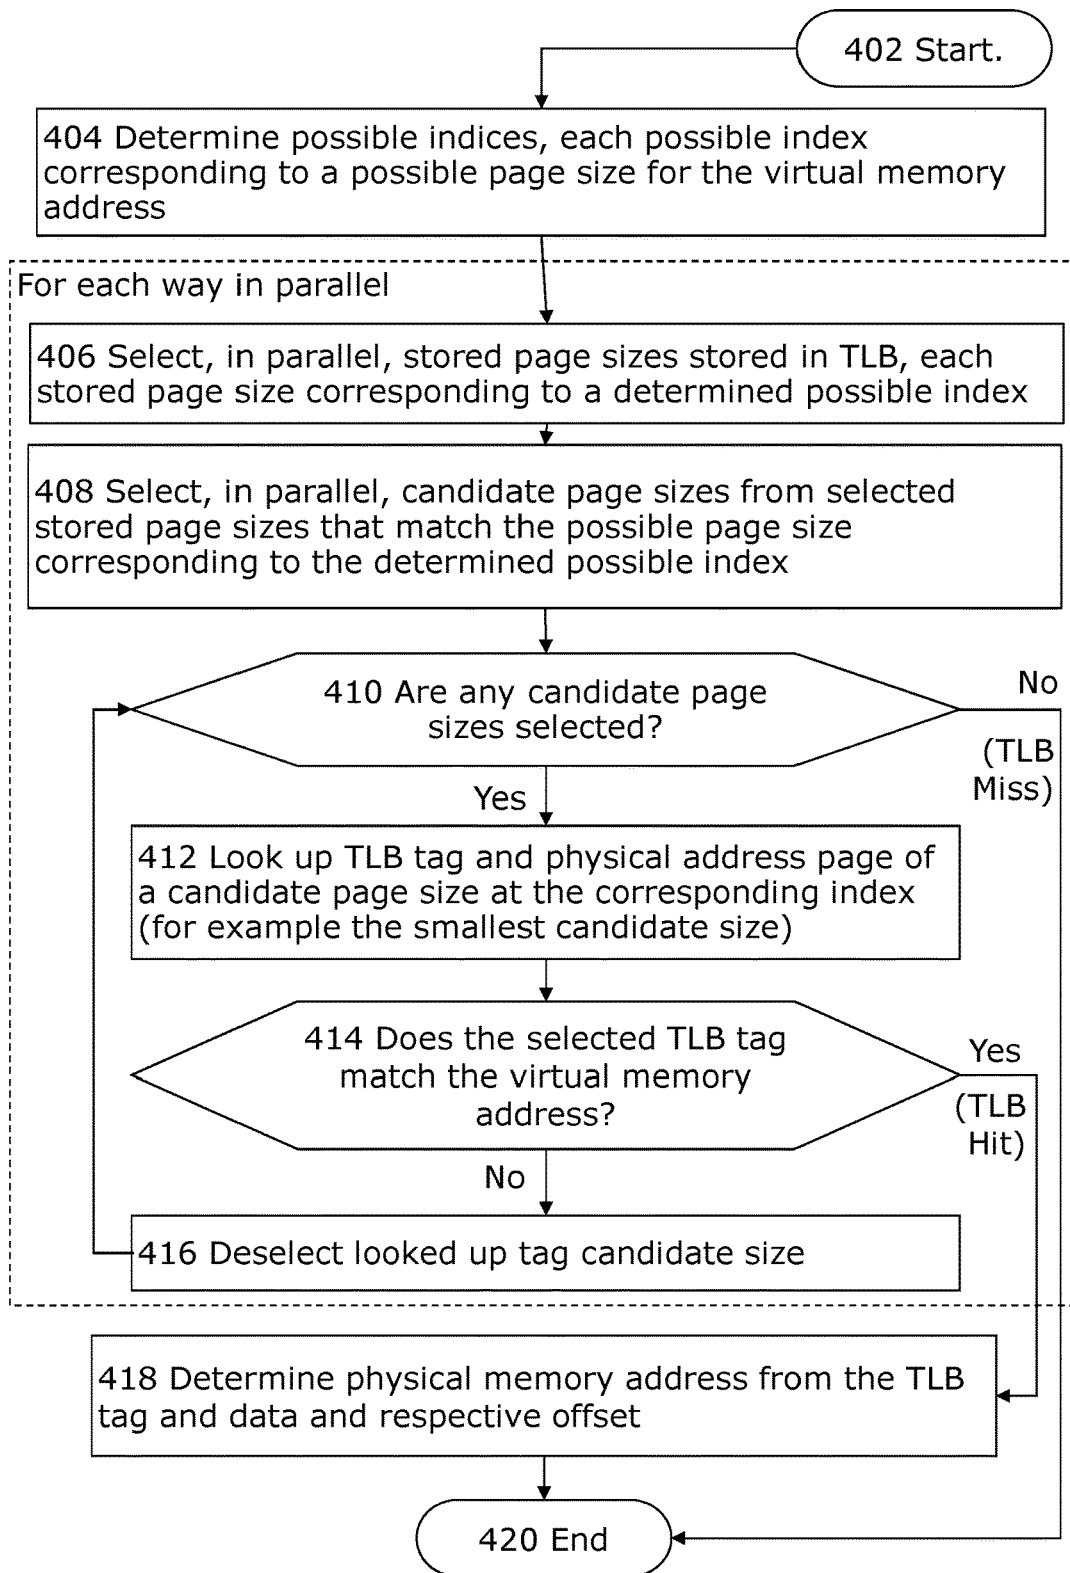 402 Start.
404 Determine possible indices, each possible index
corresponding to a possible page size for the virtual memory
address
For each way in parallel
406 Select, in parallel, stored page sizes stored in TLB, each
stored page size corresponding to a determined possible index
408 Select, in parallel, candidate page sizes from selected
stored page sizes that match the possible page size
corresponding to the determined possible index
410 Are any candidate page
sizes selected?
No
(TLB
Miss)
Yes
412 Look up TLB tag and physical address page of
a candidate page size at the corresponding index
(for example the smallest candidate size)
414 Does the selected TLB tag
match the virtual memory
address?
Yes
(TLB
Hit)
No
416 Deselect looked up tag candidate size
418 Determine physical memory address from the TLB
tag and data and respective offset
420 End